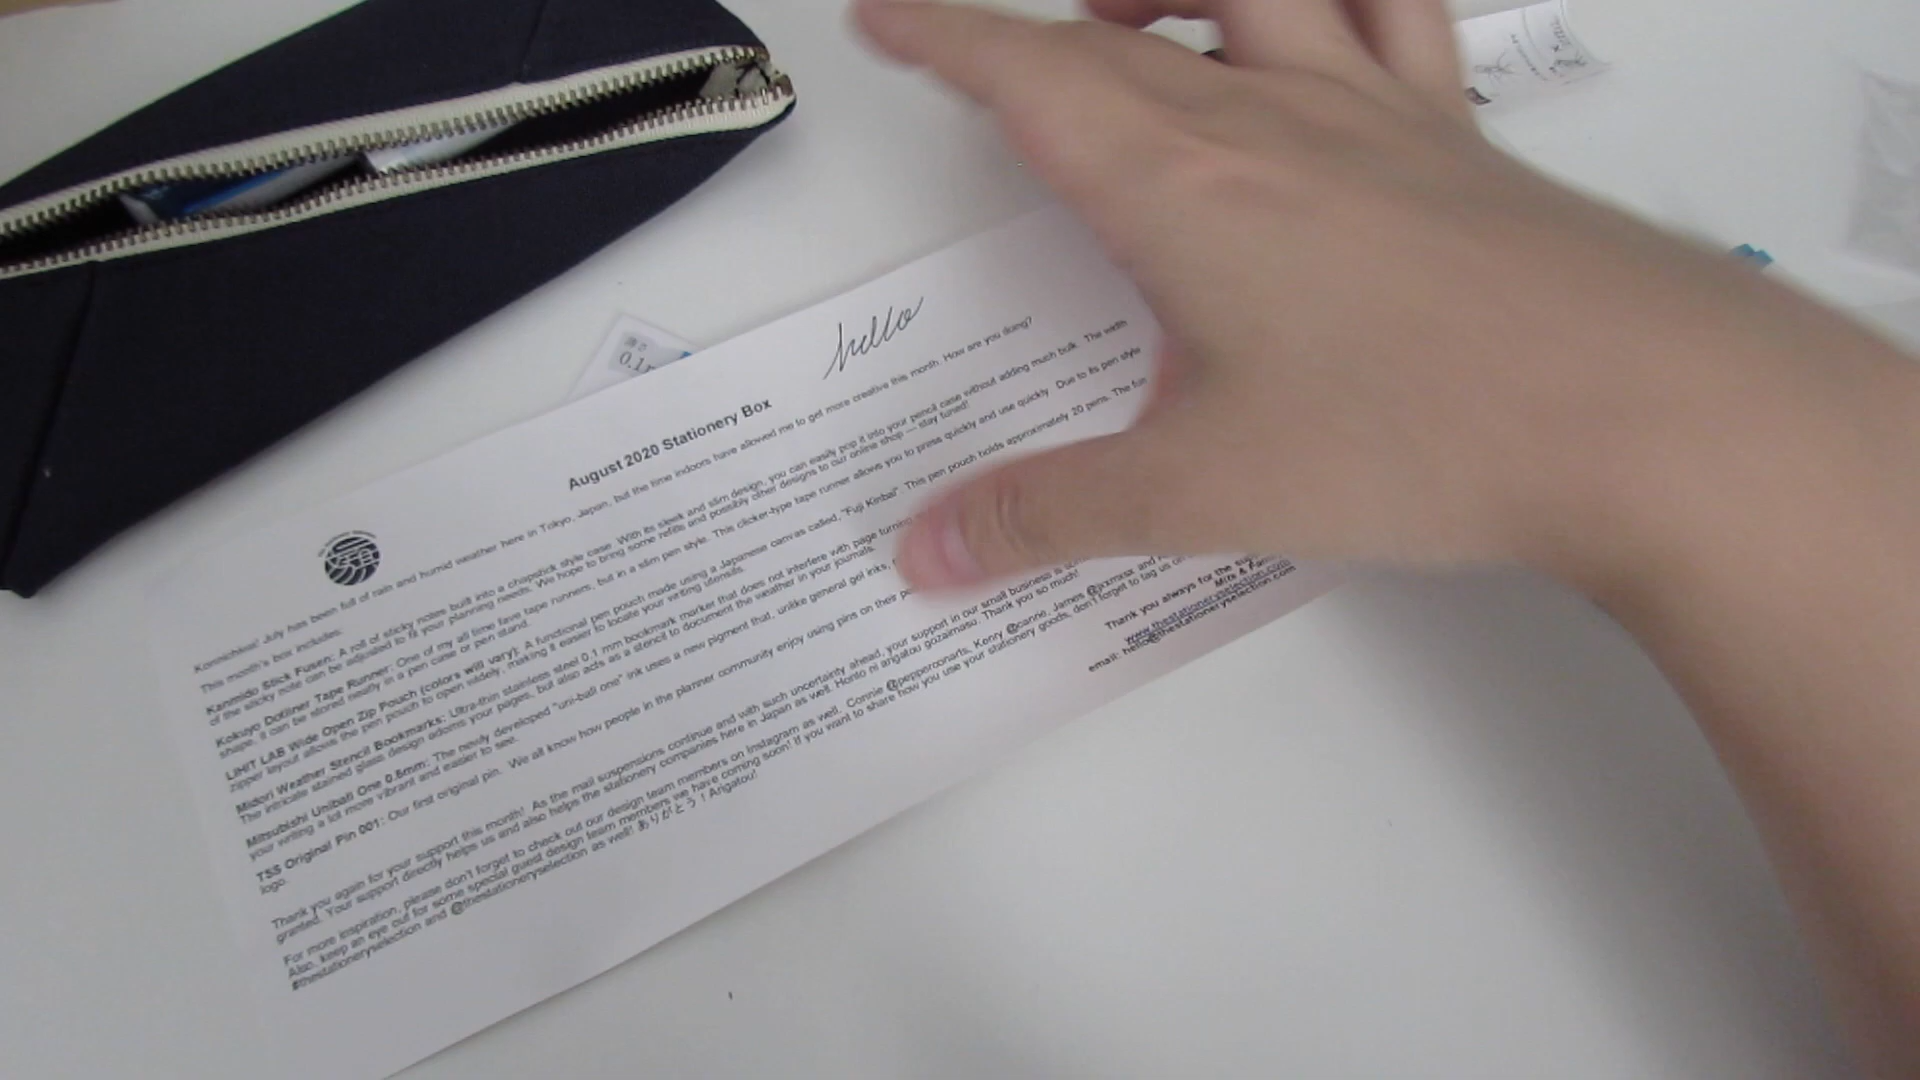 hello
August 2020 Stationery Box
Konnichiwa! July has been full of rain and humid weather here in Tokyo, Japan, but the time indoors have allowed me to get more creative this month. How are you doing?
This month's box includes:
Kanmido Stick Fusen: A roll of sticky notes built into a chapstick style case. With its sleek and slim design, you can easily pop it into your pencil case without adding much bulk. The width
of the sticky note can be adjusted to fit your planning needs. We hope to bring some refills and possibly other designs to our online shop — stay tuned!
Kokuyo Dotliner Tape Runner: One of my all time fave tape runners, but in a slim pen style. This clicker-type tape runner allows you to press quickly and use quickly. Due to its pen style
shape, it can be stored neatly in a pen case or pen stand.
LIHIT LAB Wide Open Zip Pouch (colors will vary): A functional pen pouch made using a Japanese canvas called, "Fuji Kinbai". This pen pouch holds approximately 20 pens. The fun
zipper layout allows the pen pouch to open widely, making it easier to locate your writing utensils.
Midori Weather Stencil Bookmarks: Ultra-thin stainless steel 0.1 mm bookmark marker that does not interfere with page turning
The intricate stained glass design adorns your pages, but also acts as a stencil to document the weather in your journals.
Mitsubishi Uniball One 0.5mm: The newly developed "uni-ball one" ink uses a new pigment that, unlike general gel inks,
your writing a lot more vibrant and easier to see.
TSS Original Pin 001: Our first original pin. We all know how people in the planner community enjoy using pins on their
logo.
Thank you again for your support this month! As the mail suspensions continue and with such uncertainty ahead, your support in our small business is
granted. Your support directly helps us and also helps the stationery companies here in Japan as well. Honto ni arigatou gozaimasu. Thank you so much!
For more inspiration, please don't forget to check out our design team members on Instagram as well. Connie @pepperoonarts, Kenry @canrrie, James @jxxmxsx and
Also, keep an eye out for some special guest design team members we have coming soon! If you want to share how you use your stationery goods, don't forget to tag us on
#thestationeryselection and @thestationeryselection as well! ありがとう！Arigatou!
Thank you always for the
www.thestationeryselection.com
email: hello@thestationeryselection.com
薄さ